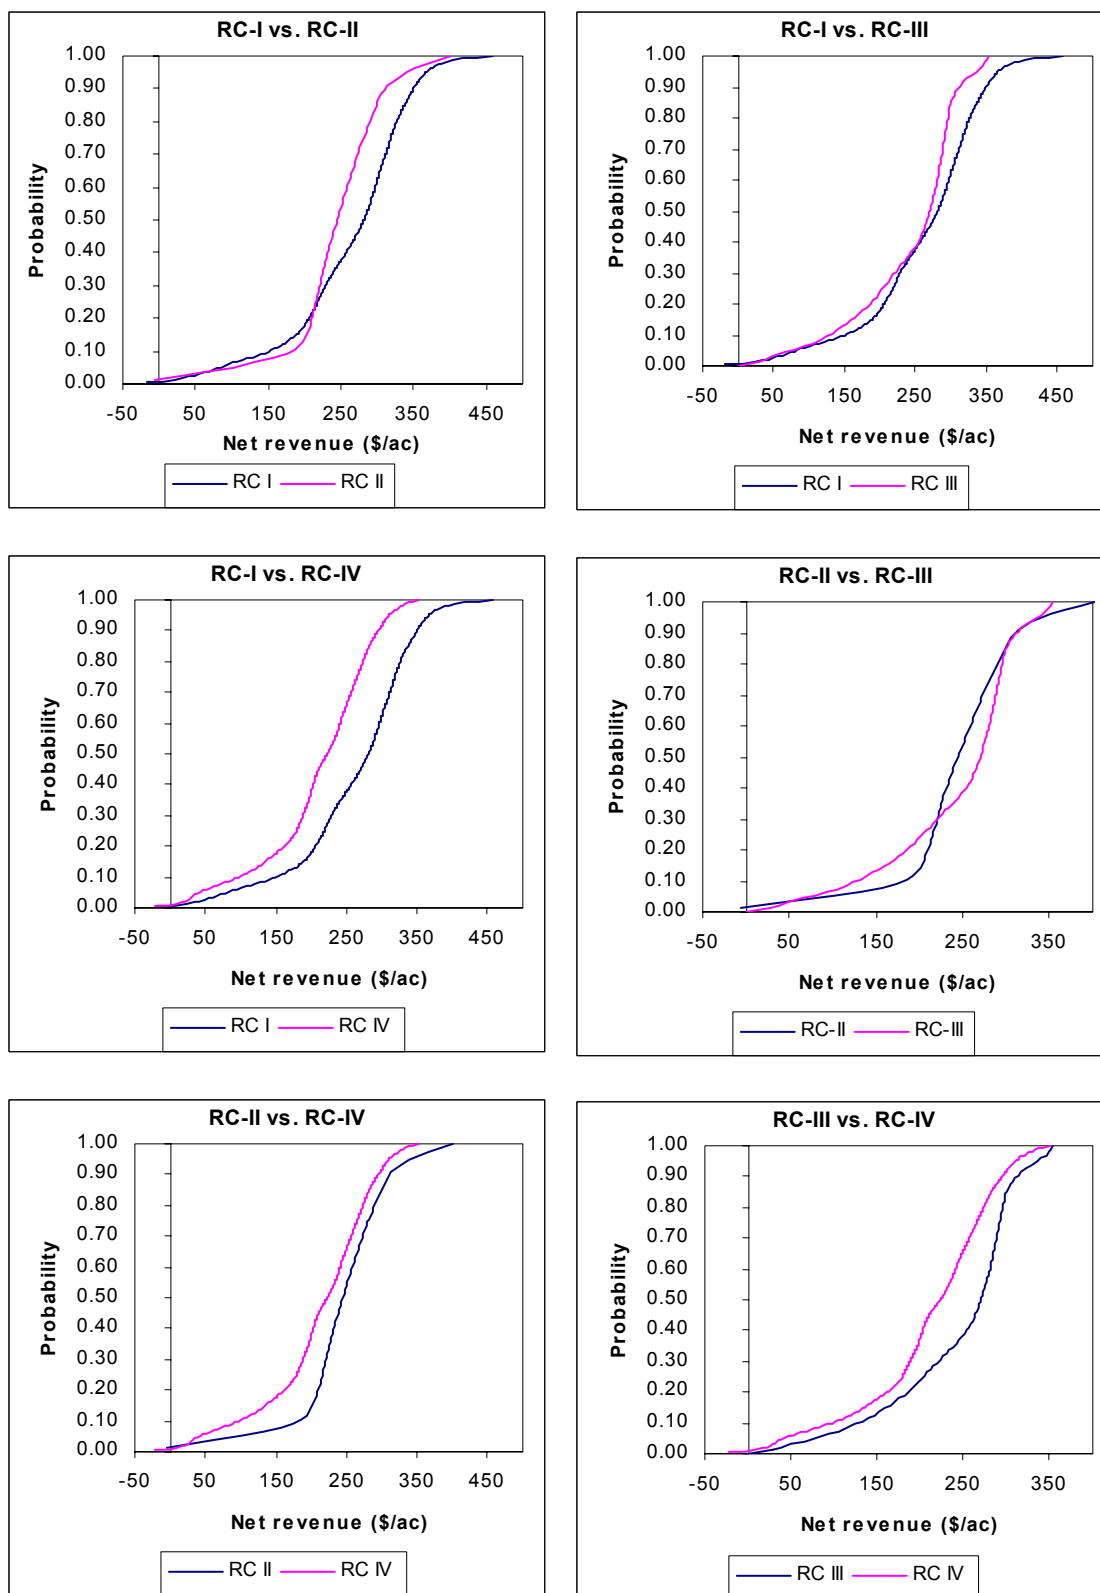 RC-I vs. RC-II
1.00
0.90
0.80
0.70
0.60
0.50
0.40
0.30
0.20
0.10
0.00
Probability
-50 50 150 250 350 450
Net revenue ($/ac)
RC I RC II
RC-I vs. RC-III
1.00
0.90
0.80
0.70
0.60
0.50
0.40
0.30
0.20
0.10
0.00
Probability
-50 50 150 250 350 450
Net revenue ($/ac)
RC I RC III
RC-I vs. RC-IV
1.00
0.90
0.80
0.70
0.60
0.50
0.40
0.30
0.20
0.10
0.00
Probability
-50 50 150 250 350 450
Net revenue ($/ac)
RC I RC IV
RC-II vs. RC-III
1.00
0.90
0.80
0.70
0.60
0.50
0.40
0.30
0.20
0.10
0.00
Probability
-50 50 150 250 350
Net revenue ($/ac)
RC-II RC-III
RC-II vs. RC-IV
1.00
0.90
0.80
0.70
0.60
0.50
0.40
0.30
0.20
0.10
0.00
Probability
-50 50 150 250 350 450
Net revenue ($/ac)
RC II RC IV
RC-III vs. RC-IV
1.00
0.90
0.80
0.70
0.60
0.50
0.40
0.30
0.20
0.10
0.00
Probability
-50 50 150 250 350
Net revenue ($/ac)
RC III RC IV